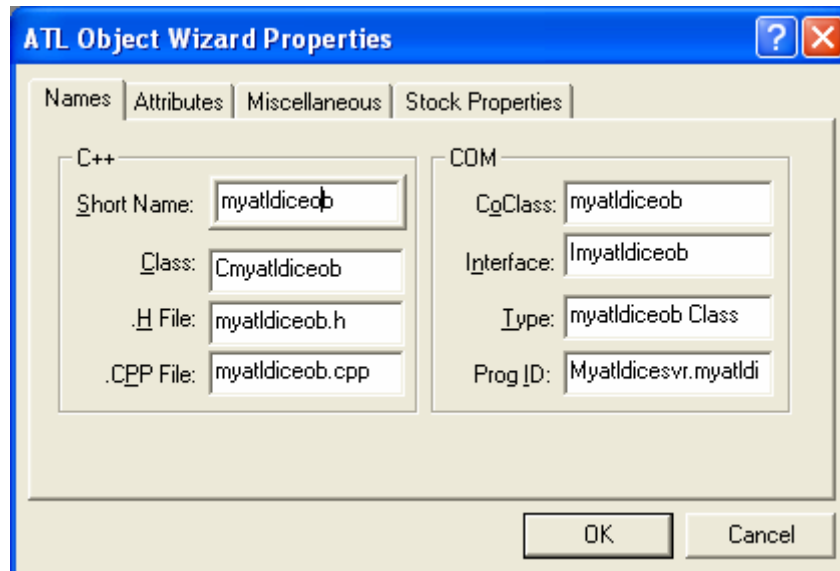 ATL Object Wizard Properties
Names Attributes Miscellaneous Stock Properties
C++
Short Name: myatldiceob
Class: Cmyatldiceob
.H File: myatldiceob.h
.CPP File: myatldiceob.cpp
COM
CoClass: myatldiceob
Interface: Imyatldiceob
Type: myatldiceob Class
Prog ID: Myatldicesvr.myatldi
OK Cancel